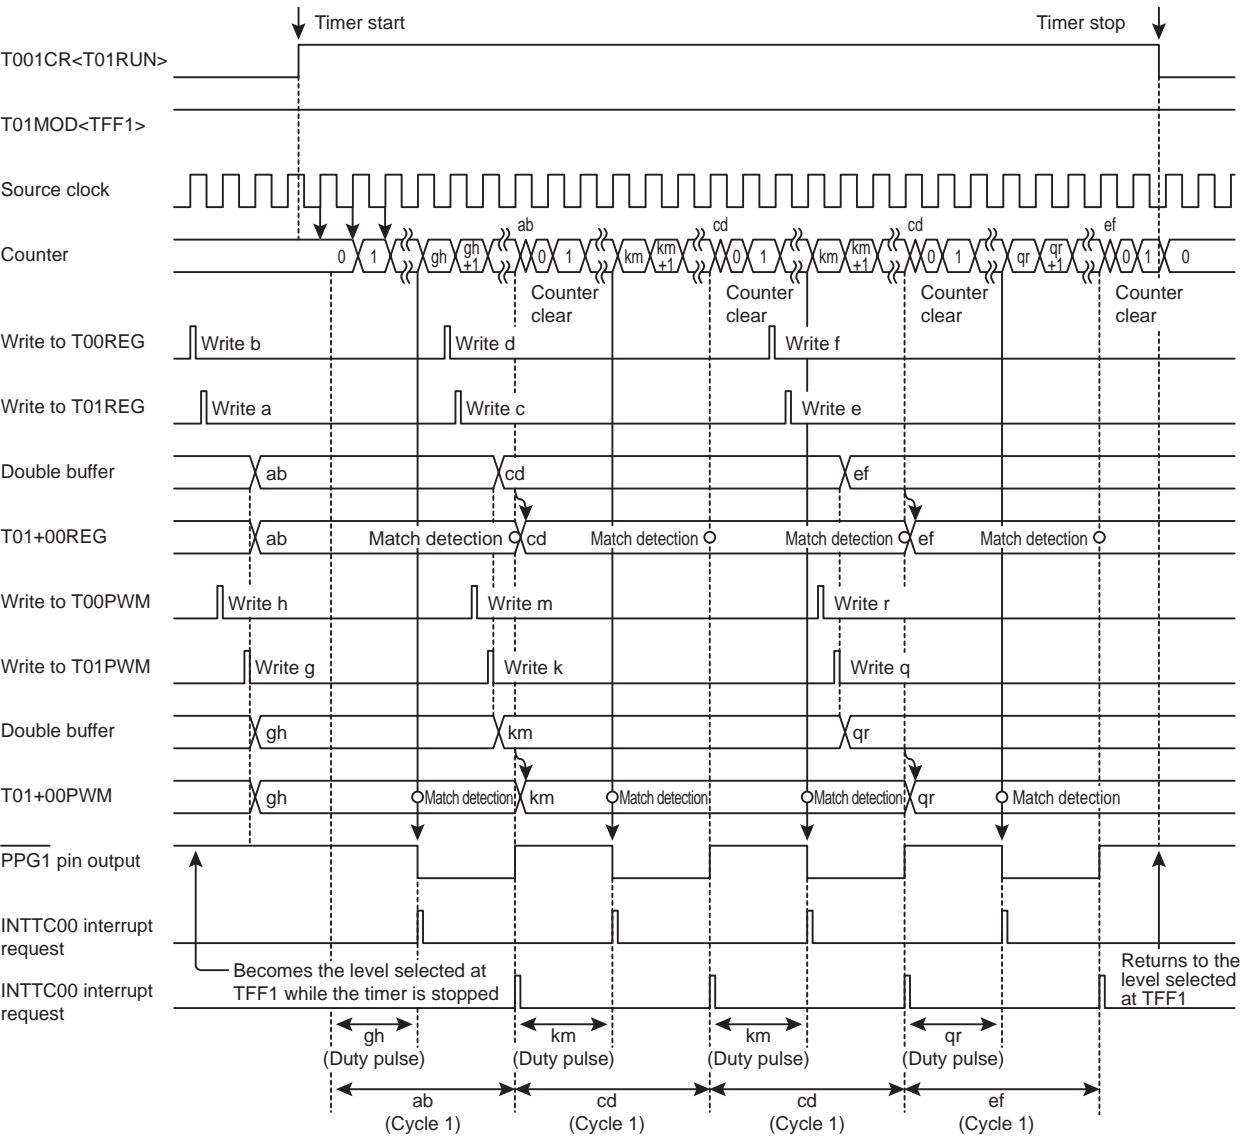 Timer start
Timer stop
T001CR<T01RUN>
T01MOD<TFF1>
Source clock
ab cd cd ef
Counter 0 1 gh gh+1 0 1 km km+1 0 1 km km+1 0 1 qr qr+1 0 1 0
Counter clear
Counter clear
Counter clear
Counter clear
Write to T00REG Write b Write d Write f
Write to T01REG Write a Write c Write e
Double buffer ab cd ef
T01+00REG ab Match detection cd Match detection Match detection ef Match detection
Write to T00PWM Write h Write m Write r
Write to T01PWM Write g Write k Write q
Double buffer gh km qr
T01+00PWM gh Match detection km Match detection Match detection qr Match detection
PPG1 pin output
INTTC00 interrupt
request
Becomes the level selected at
TFF1 while the timer is stopped
Returns to the
level selected
at TFF1
INTTC00 interrupt
request
gh km km qr
(Duty pulse) (Duty pulse) (Duty pulse) (Duty pulse)
ab cd cd ef
(Cycle 1) (Cycle 1) (Cycle 1) (Cycle 1)